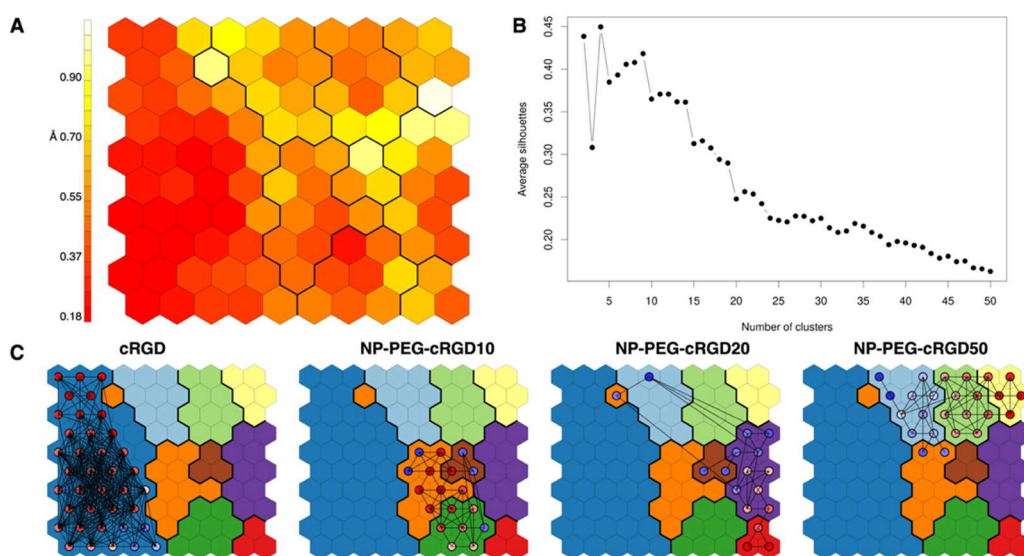 A
0.90
Å 0.70
0.55
0.37
0.18
B
0.45
0.40
0.35
0.30
0.25
0.20
Average silhouettes
5 10 15 20 25 30 35 40 45 50
Number of clusters
C
cRGD NP-PEG-cRGD10 NP-PEG-cRGD20 NP-PEG-cRGD50